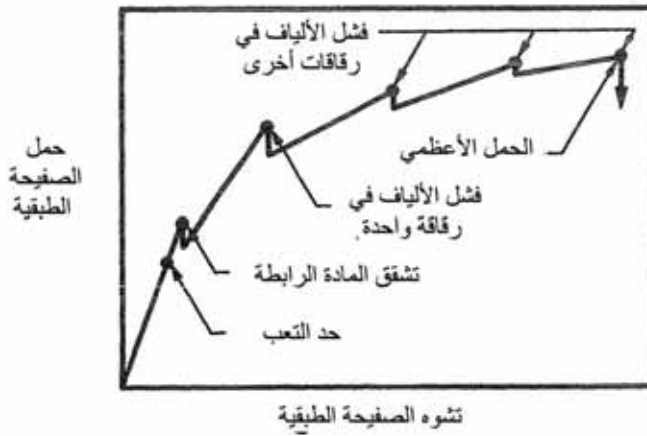 فشل الألياف في
رقاقات أخرى
حمل
الصفيحة
الطبقية
الحمل الأعظمي
فشل الألياف في
رقاقة واحدة
تشقق المادة الرابطة
حد التعب
تشوه الصفيحة الطبقية